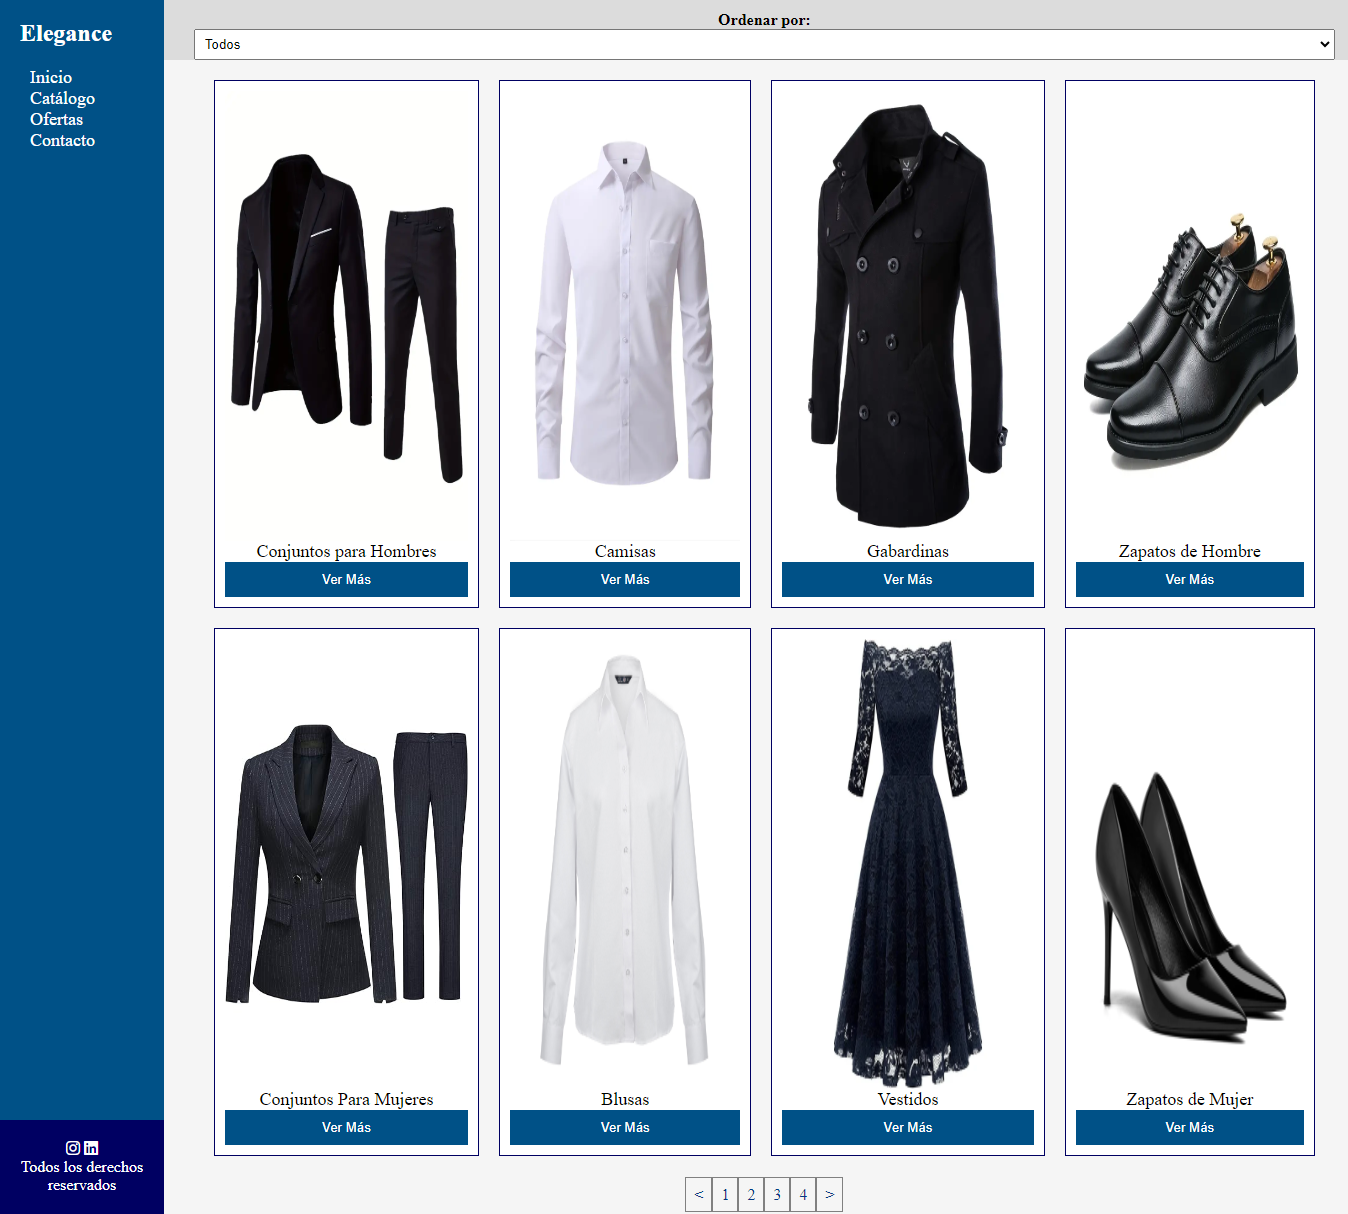 Elegance
Inicio
Catálogo
Ofertas
Contacto
Ordenar por:
Todos
Conjuntos para Hombres
Ver Más
Camisas
Ver Más
Gabardinas
Ver Más
Zapatos de Hombre
Ver Más
Conjuntos Para Mujeres
Ver Más
Blusas
Ver Más
Vestidos
Ver Más
Zapatos de Mujer
Ver Más
< 1 2 3 4 >
Todos los derechos
reservados